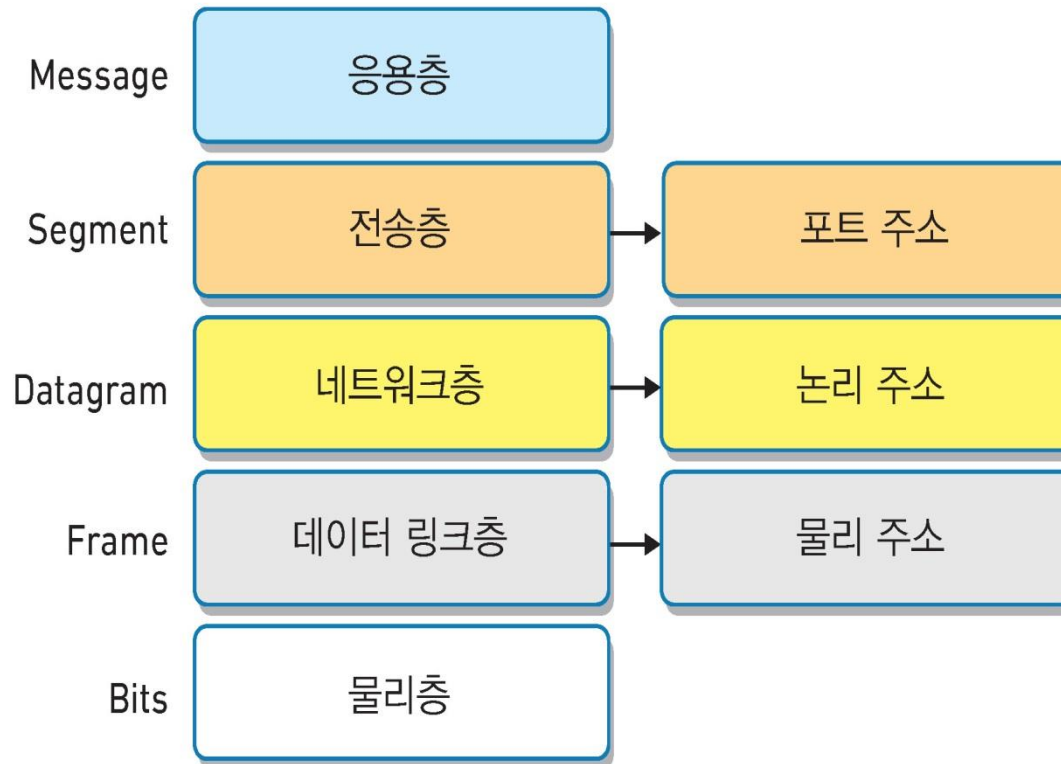 Message 응용층
Segment 전송층 포트 주소
Datagram 네트워크층 논리 주소
Frame 데이터 링크층 물리 주소
Bits 물리층